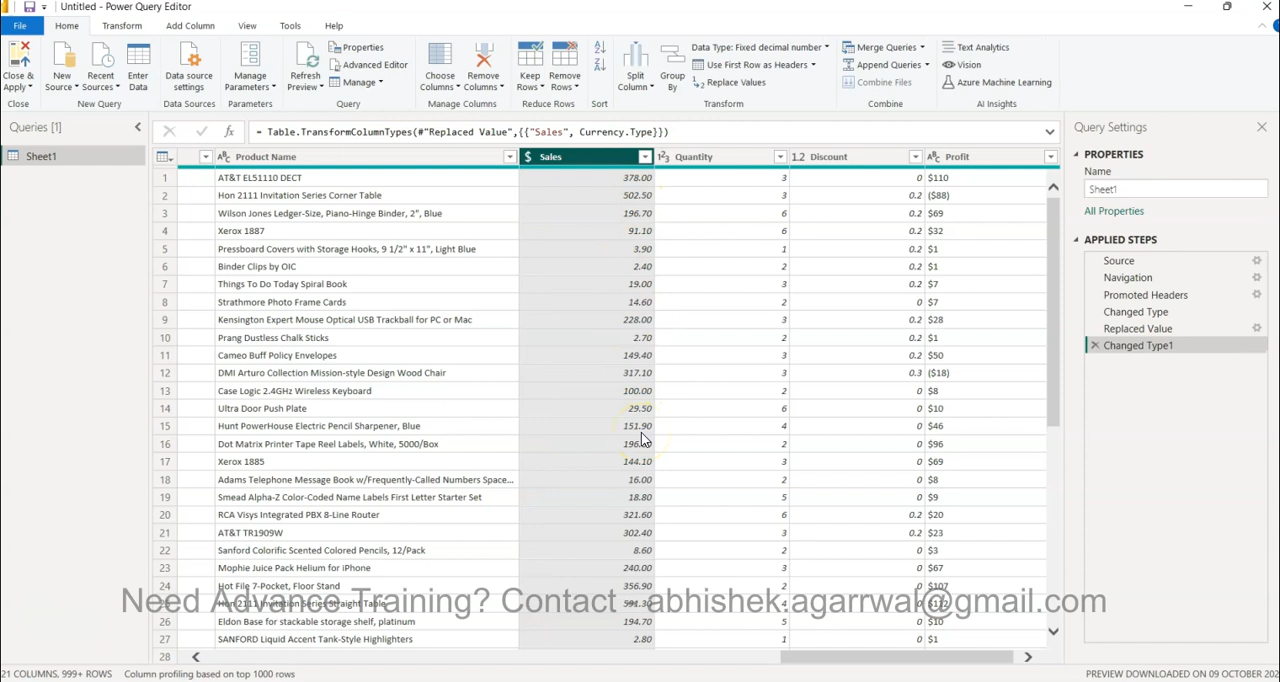 Untitled - Power Query Editor
File Home Transform Add Column View Tools Help
Close & Apply
New Source
Recent Sources
Enter Data
Data source settings
Manage Parameters
Refresh Preview
Properties
Advanced Editor
Manage
Choose Columns
Remove Columns
Keep Rows
Remove Rows
Split Column
Group By
Data Type: Fixed decimal number
Use First Row as Headers
Replace Values
Merge Queries
Append Queries
Combine Files
Text Analytics
Vision
Azure Machine Learning
Close New Query Data Sources Parameters Query Manage Columns Reduce Rows Sort Transform Combine AI Insights
Queries [1]
Sheet1
fx = Table.TransformColumnTypes(#"Replaced Value",{{"Sales", Currency.Type}})
ABC Product Name $ Sales 123 Quantity 1.2 Discount ABC Profit
1 AT&T EL51110 DECT 378.00 3 0 $110
2 Hon 2111 Invitation Series Corner Table 502.50 3 0.2 ($88)
3 Wilson Jones Ledger-Size, Piano-Hinge Binder, 2", Blue 196.70 6 0.2 $69
4 Xerox 1887 91.10 6 0.2 $32
5 Pressboard Covers with Storage Hooks, 9 1/2" x 11", Light Blue 3.90 1 0.2 $1
6 Binder Clips by OIC 2.40 2 0.2 $1
7 Things To Do Today Spiral Book 19.00 3 0.2 $7
8 Strathmore Photo Frame Cards 14.60 2 0 $7
9 Kensington Expert Mouse Optical USB Trackball for PC or Mac 228.00 3 0.2 $28
10 Prang Dustless Chalk Sticks 2.70 2 0.2 $1
11 Cameo Buff Policy Envelopes 149.40 3 0.2 $50
12 DMI Arturo Collection Mission-style Design Wood Chair 317.10 3 0.3 ($18)
13 Case Logic 2.4GHz Wireless Keyboard 100.00 2 0 $8
14 Ultra Door Push Plate 29.50 6 0 $10
15 Hunt PowerHouse Electric Pencil Sharpener, Blue 151.90 4 0 $46
16 Dot Matrix Printer Tape Reel Labels, White, 5000/Box 2 0 $96
17 Xerox 1885 144.10 3 0 $69
18 Adams Telephone Message Book w/Frequently-Called Numbers Space... 16.00 2 0 $8
19 Smead Alpha-Z Color-Coded Name Labels First Letter Starter Set 18.80 5 0 $9
20 RCA Visys Integrated PBX 8-Line Router 321.60 6 0.2 $20
21 AT&T TR1909W 302.40 3 0.2 $23
22 Sanford Colorific Scented Colored Pencils, 12/Pack 8.60 2 0 $3
23 Mophie Juice Pack Helium for iPhone 240.00 3 0 $67
24 Hot File 7-Pocket, Floor Stand 356.90 2 0 $107
Hon 2111 Invitation Series Straight Table 591.30 4 0 $112
26 Eldon Base for stackable storage shelf, platinum 194.70 5 0 $10
27 SANFORD Liquid Accent Tank-Style Highlighters 2.80 1 0 $1
28
Need Advance Training? Contact - abhishek.agarrwal@gmail.com
Query Settings
PROPERTIES
Name
Sheet1
All Properties
APPLIED STEPS
Source
Navigation
Promoted Headers
Changed Type
Replaced Value
Changed Type1
21 COLUMNS, 999+ ROWS Column profiling based on top 1000 rows PREVIEW DOWNLOADED ON 09 OCTOBER 202